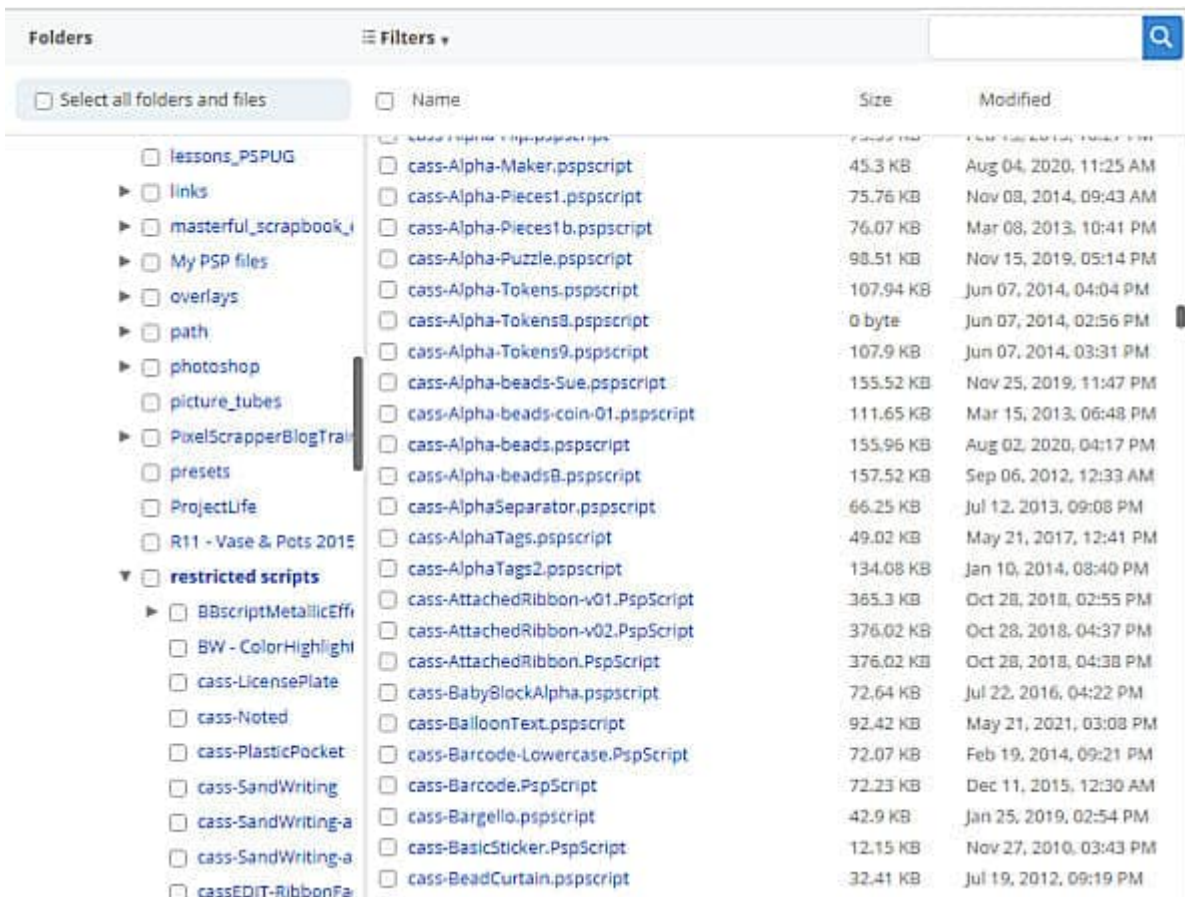 Folders Filters
Select all folders and files Name Size Modified
lessons_PSPUG
links
masterful_scrapbook_
My PSP files
overlays
path
photoshop
picture_tubes
PixelScrapperBlogTrai
presets
ProjectLife
R11 - Vase & Pots 2015
restricted scripts
BBscriptMetallicEff
BW - ColorHighlight
cass-LicensePlate
cass-Noted
cass-PlasticPocket
cass-SandWriting
cass-SandWriting-a
cass-SandWriting-a
cassEDIT-RibbonFa
cass-Alpha-Maker.pspscript 45.3 KB Aug 04, 2020, 11:25 AM
cass-Alpha-Pieces1.pspscript 75.76 KB Nov 08, 2014, 09:43 AM
cass-Alpha-Pieces1b.pspscript 76.07 KB Mar 08, 2013, 10:41 PM
cass-Alpha-Puzzle.pspscript 98.51 KB Nov 15, 2019, 05:14 PM
cass-Alpha-Tokens.pspscript 107.94 KB Jun 07, 2014, 04:04 PM
cass-Alpha-Tokens8.pspscript 0 byte Jun 07, 2014, 02:56 PM
cass-Alpha-Tokens9.pspscript 107.9 KB Jun 07, 2014, 03:31 PM
cass-Alpha-beads-Sue.pspscript 155.52 KB Nov 25, 2019, 11:47 PM
cass-Alpha-beads-coin-01.pspscript 111.65 KB Mar 15, 2013, 06:48 PM
cass-Alpha-beads.pspscript 155.96 KB Aug 02, 2020, 04:17 PM
cass-Alpha-beadsB.pspscript 157.52 KB Sep 06, 2012, 12:33 AM
cass-AlphaSeparator.pspscript 66.25 KB Jul 12, 2013, 09:08 PM
cass-AlphaTags.pspscript 49.02 KB May 21, 2017, 12:41 PM
cass-AlphaTags2.pspscript 134.08 KB Jan 10, 2014, 08:40 PM
cass-AttachedRibbon-v01.PspScript 365.3 KB Oct 28, 2018, 02:55 PM
cass-AttachedRibbon-v02.PspScript 376.02 KB Oct 28, 2018, 04:37 PM
cass-AttachedRibbon.PspScript 376.02 KB Oct 28, 2018, 04:38 PM
cass-BabyBlockAlpha.pspscript 72.64 KB Jul 22, 2016, 04:22 PM
cass-BalloonText.pspscript 92.42 KB May 21, 2021, 03:08 PM
cass-Barcode-Lowercase.PspScript 72.07 KB Feb 19, 2014, 09:21 PM
cass-Barcode.PspScript 72.23 KB Dec 11, 2015, 12:30 AM
cass-Bargello.pspscript 42.9 KB Jan 25, 2019, 02:54 PM
cass-BasicSticker.PspScript 12.15 KB Nov 27, 2010, 03:43 PM
cass-BeadCurtain.pspscript 32.41 KB Jul 19, 2012, 09:19 PM